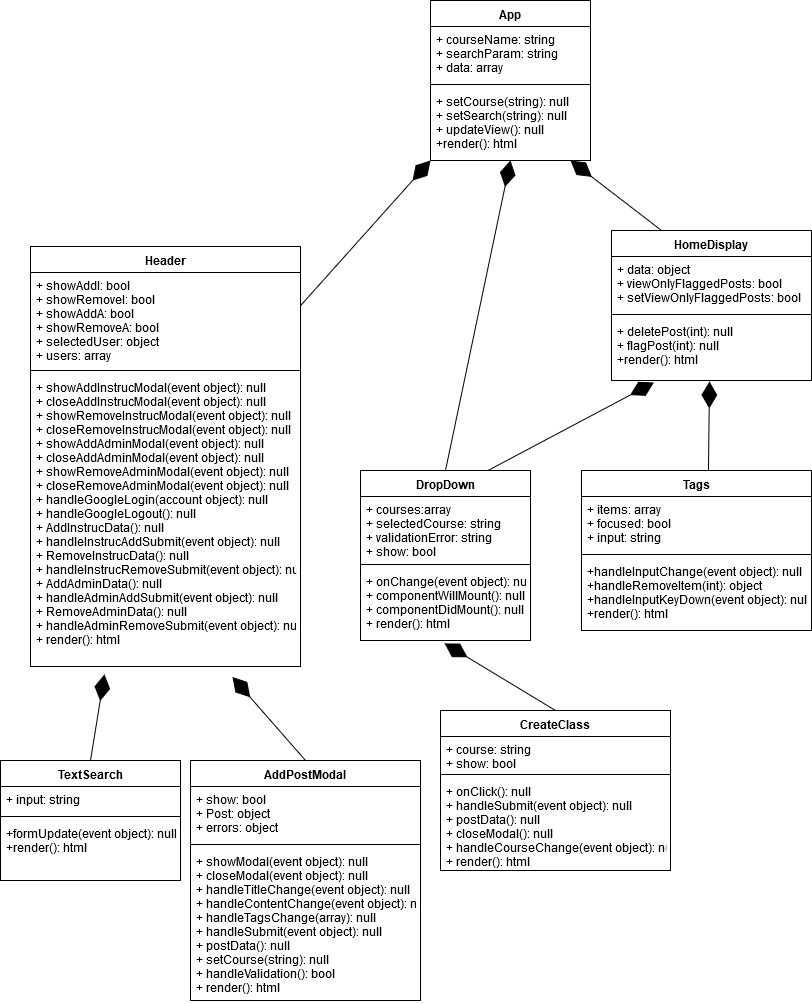 App
+ courseName: string
+ searchParam: string
+ data: array
+ setCourse(string): null
+ setSearch(string): null
+ updateView(): null
+render(): html
Header
+ showAddI: bool
+ showRemoveI: bool
+ showAddA: bool
+ showRemoveA: bool
+ selectedUser: object
+ users: array
+ showAddInstrucModal(event object): null
+ closeAddInstrucModal(event object): null
+ showRemoveInstrucModal(event object): null
+ closeRemoveInstrucModal(event object): null
+ showAddAdminModal(event object): null
+ closeAddAdminModal(event object): null
+ showRemoveAdminModal(event object): null
+ closeRemoveAdminModal(event object): null
+ handleGoogleLogin(account object): null
+ handleGoogleLogout(): null
+ AddInstrucData(): null
+ handleInstrucAddSubmit(event object): null
+ RemoveInstrucData(): null
+ handleInstrucRemoveSubmit(event object): nu
+ AddAdminData(): null
+ handleAdminAddSubmit(event object): null
+ RemoveAdminData(): null
+ handleAdminRemoveSubmit(event object): nu
+ render(): html
HomeDisplay
+ data: object
+ viewOnlyFlaggedPosts: bool
+ setViewOnlyFlaggedPosts: bool
+ deletePost(int): null
+ flagPost(int): null
+render(): html
DropDown
+ courses:array
+ selectedCourse: string
+ validationError: string
+ show: bool
+ onChange(event object): nu
+ componentWillMount(): null
+ componentDidMount(): null
+ render(): html
Tags
+ items: array
+ focused: bool
+ input: string
+handleInputChange(event object): null
+handleRemoveItem(int): object
+handleInputKeyDown(event object): nul
+render(): html
TextSearch
+ input: string
+formUpdate(event object): null
+render(): html
AddPostModal
+ show: bool
+ Post: object
+ errors: object
+ showModal(event object): null
+ closeModal(event object): null
+ handleTitleChange(event object): null
+ handleContentChange(event object): n
+ handleTagsChange(array): null
+ handleSubmit(event object): null
+ postData(): null
+ setCourse(string): null
+ handleValidation(): bool
+ render(): html
CreateClass
+ course: string
+ show: bool
+ onClick(): null
+ handleSubmit(event object): null
+ postData(): null
+ closeModal(): null
+ handleCourseChange(event object): n
+ render(): html